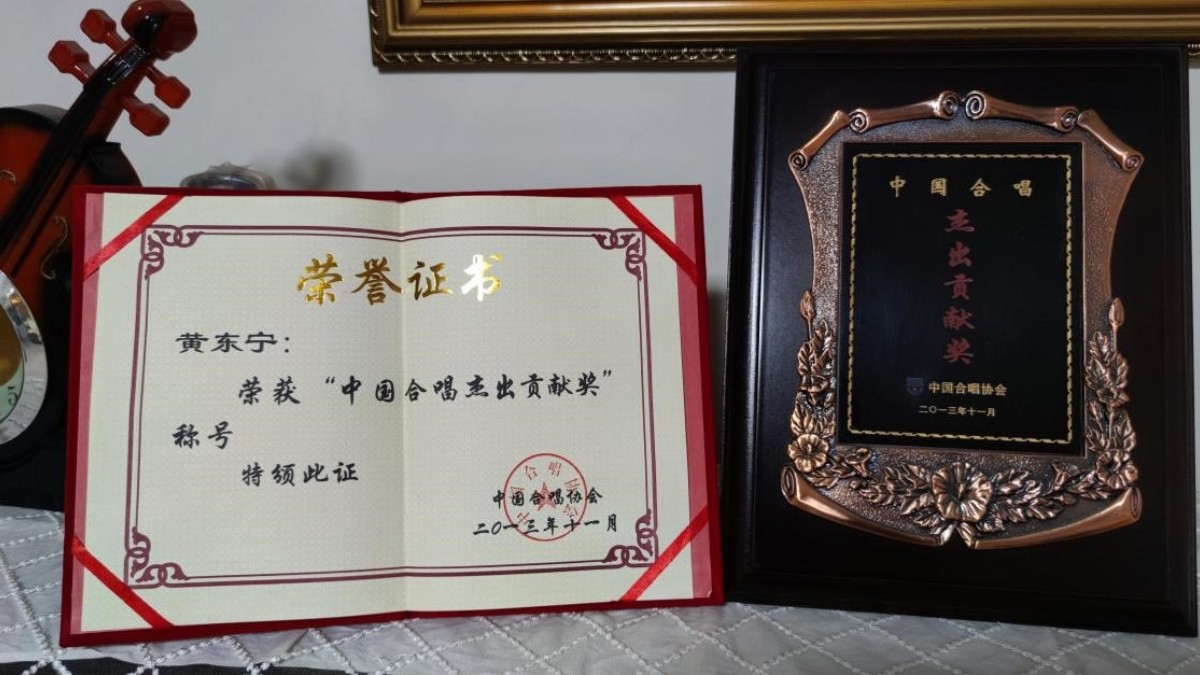 荣誉证书
黄东宁：
荣获“中国合唱杰出贡献奖”
称号
特颁此证
中国合唱协会
二〇一三年十一月
中国合唱
杰出贡献奖
中国合唱协会
二〇一三年十一月
5